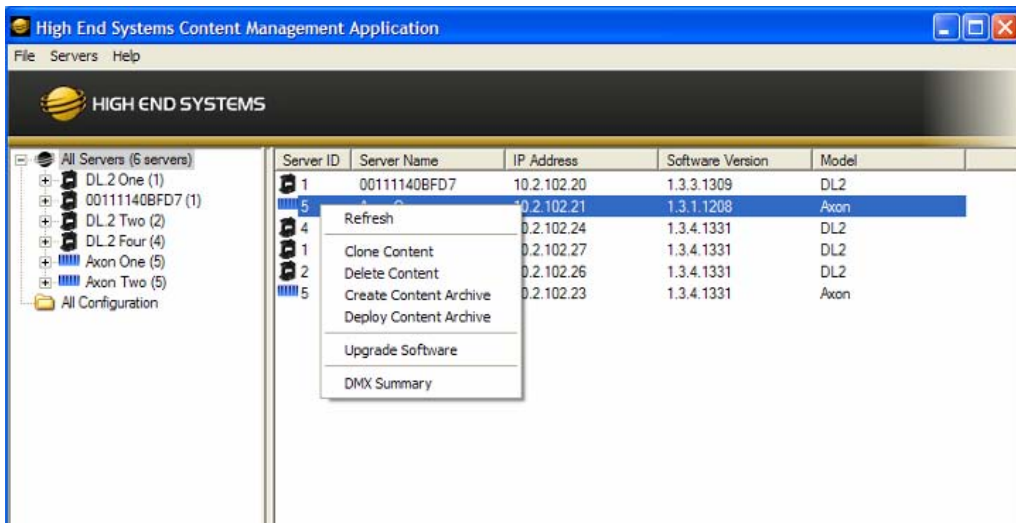 High End Systems Content Management Application
File Servers Help
HIGH END SYSTEMS
All Servers (6 servers)
DL.2 One (1)
00111140BFD7 (1)
DL.2 Two (2)
DL.2 Four (4)
Axon One (5)
Axon Two (5)
All Configuration
Server ID Server Name IP Address Software Version Model
1 00111140BFD7 10.2.102.20 1.3.3.1309 DL2
5 10.2.102.21 1.3.1.1208 Axon
4 0.2.102.24 1.3.4.1331 DL2
1 0.2.102.27 1.3.4.1331 DL2
2 0.2.102.26 1.3.4.1331 DL2
5 0.2.102.23 1.3.4.1331 Axon
Refresh
Clone Content
Delete Content
Create Content Archive
Deploy Content Archive
Upgrade Software
DMX Summary